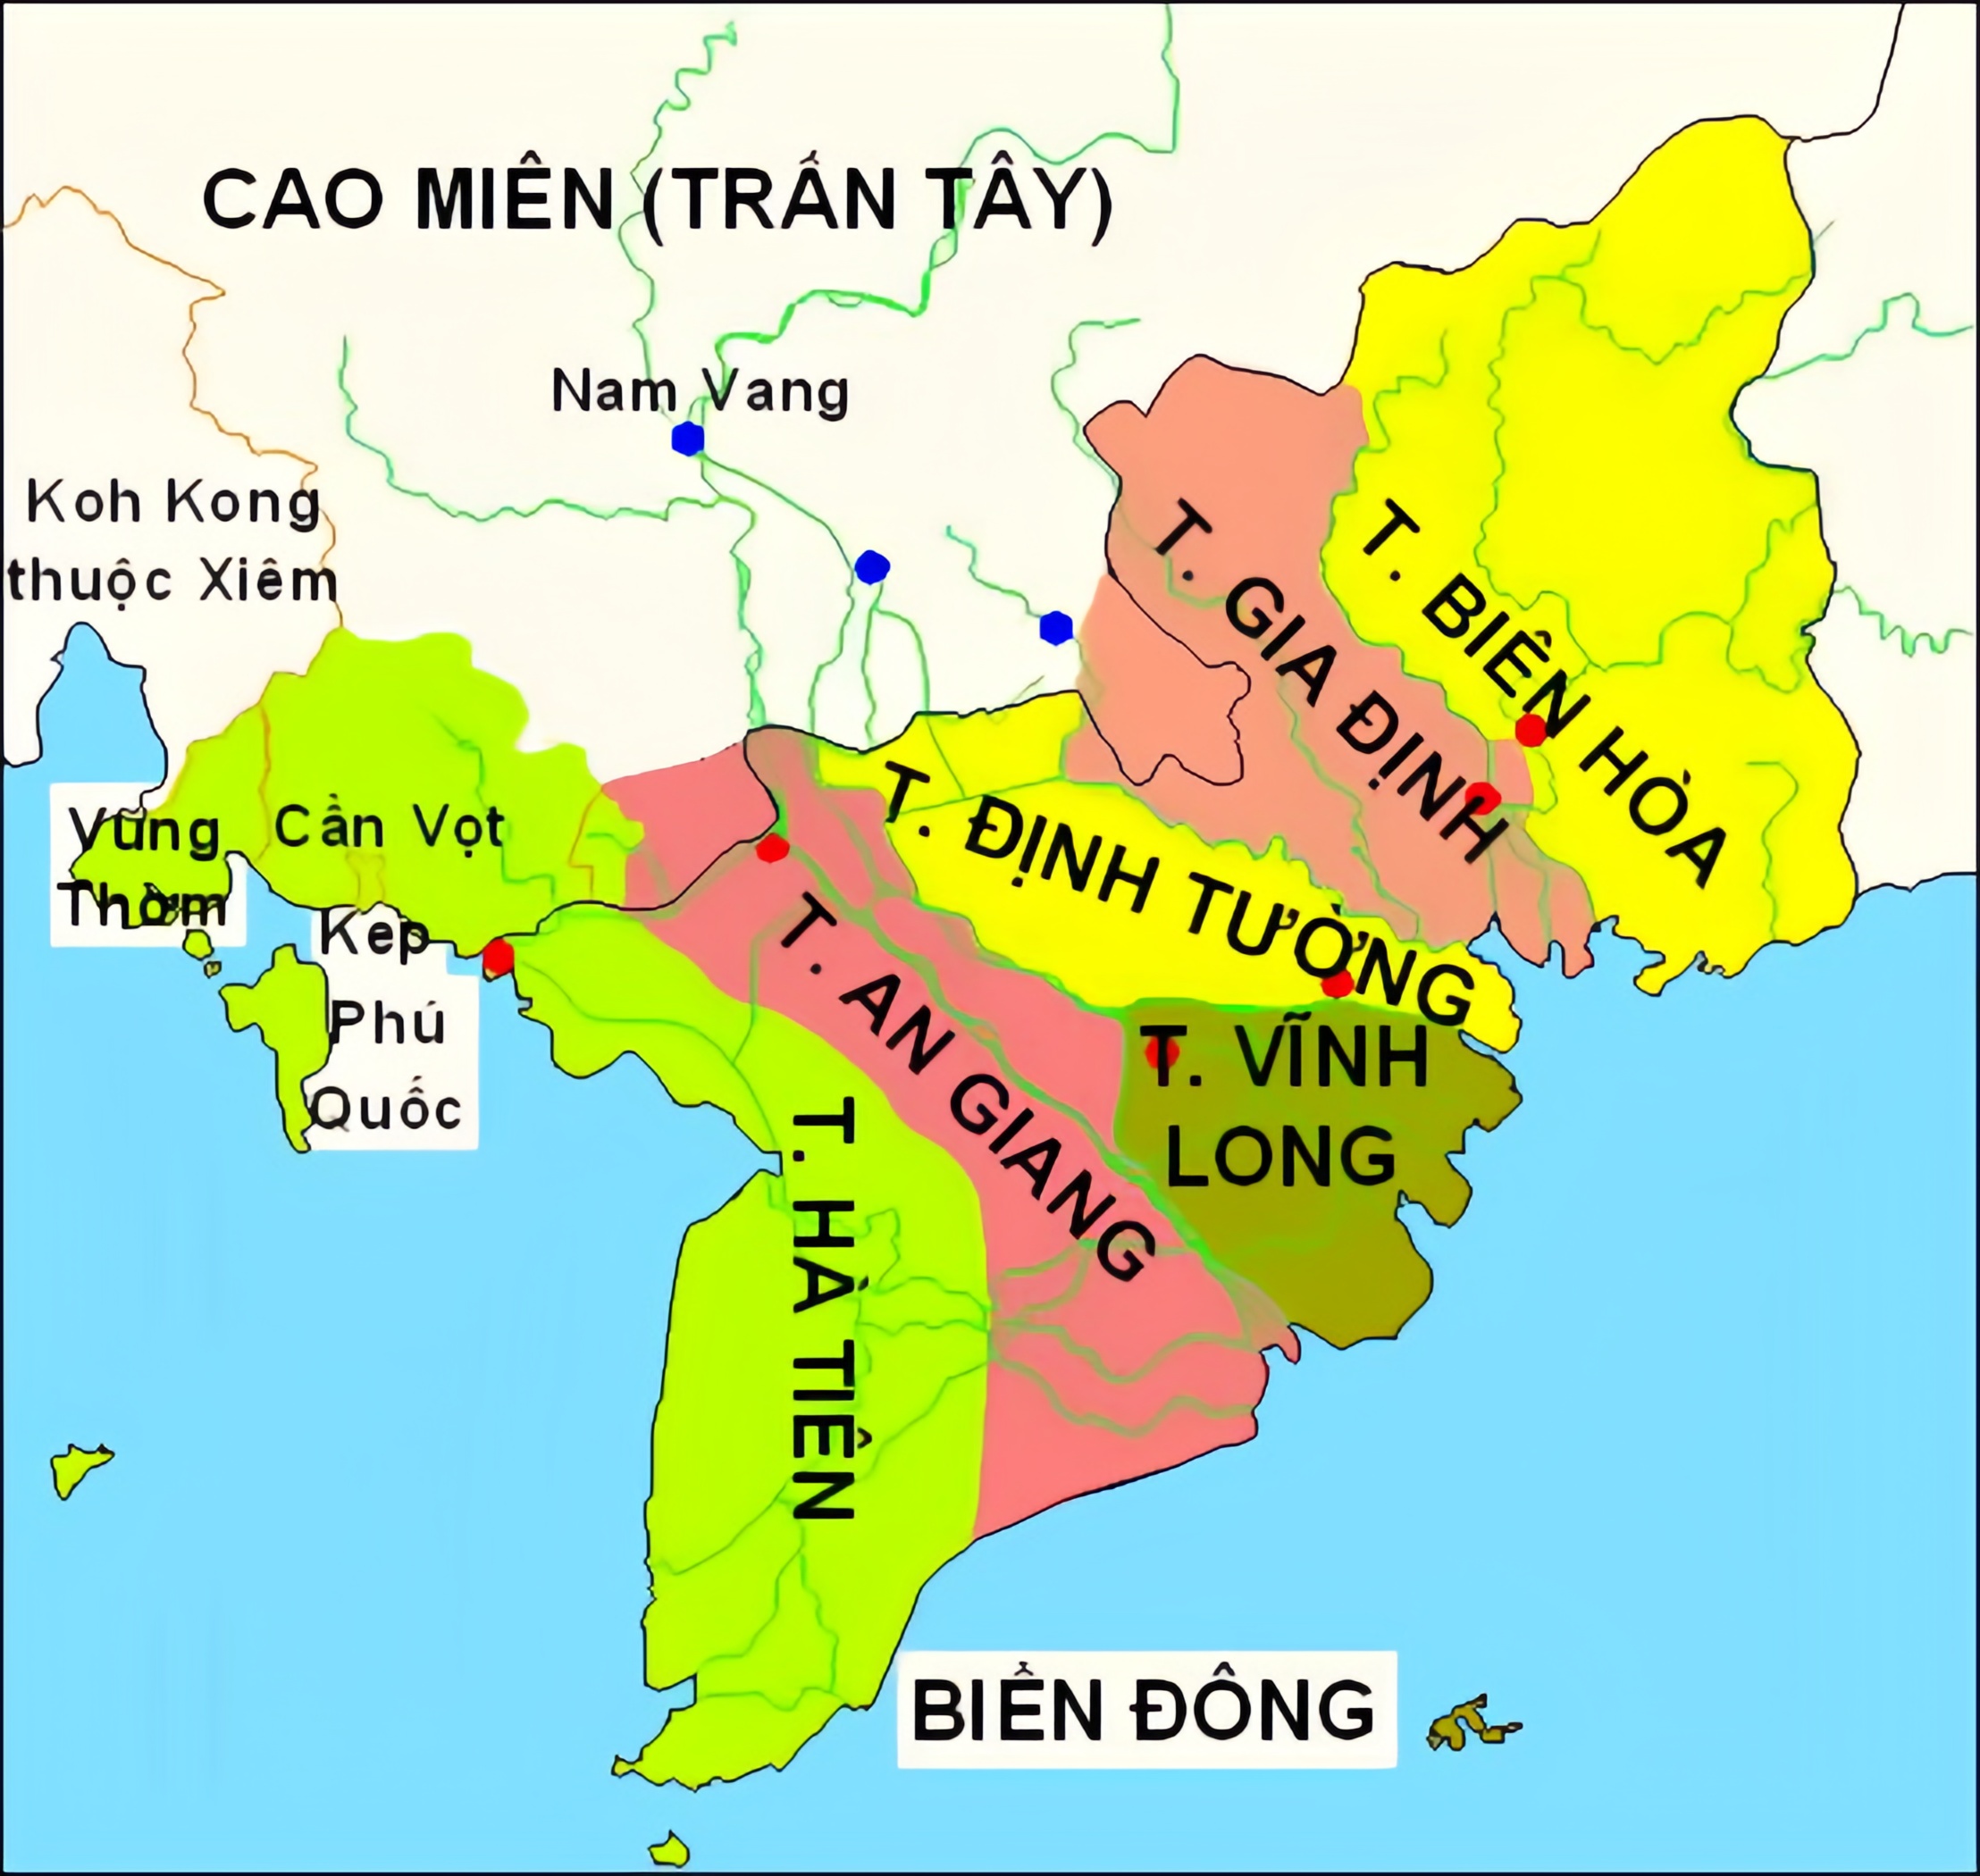 CAO MIÊN (TRẤN TÂY)
Nam Vang
Koh Kong
thuộc Xiêm
T. GIA ĐỊNH
T. BIÊN HÒA
Vũng
Thờm
Cần Vọt
T. ĐỊNH TƯỜNG
Kep
Phú
Quốc
T. AN GIANG
T. VĨNH
LONG
T. HÀ TIÊN
BIỂN ĐÔNG